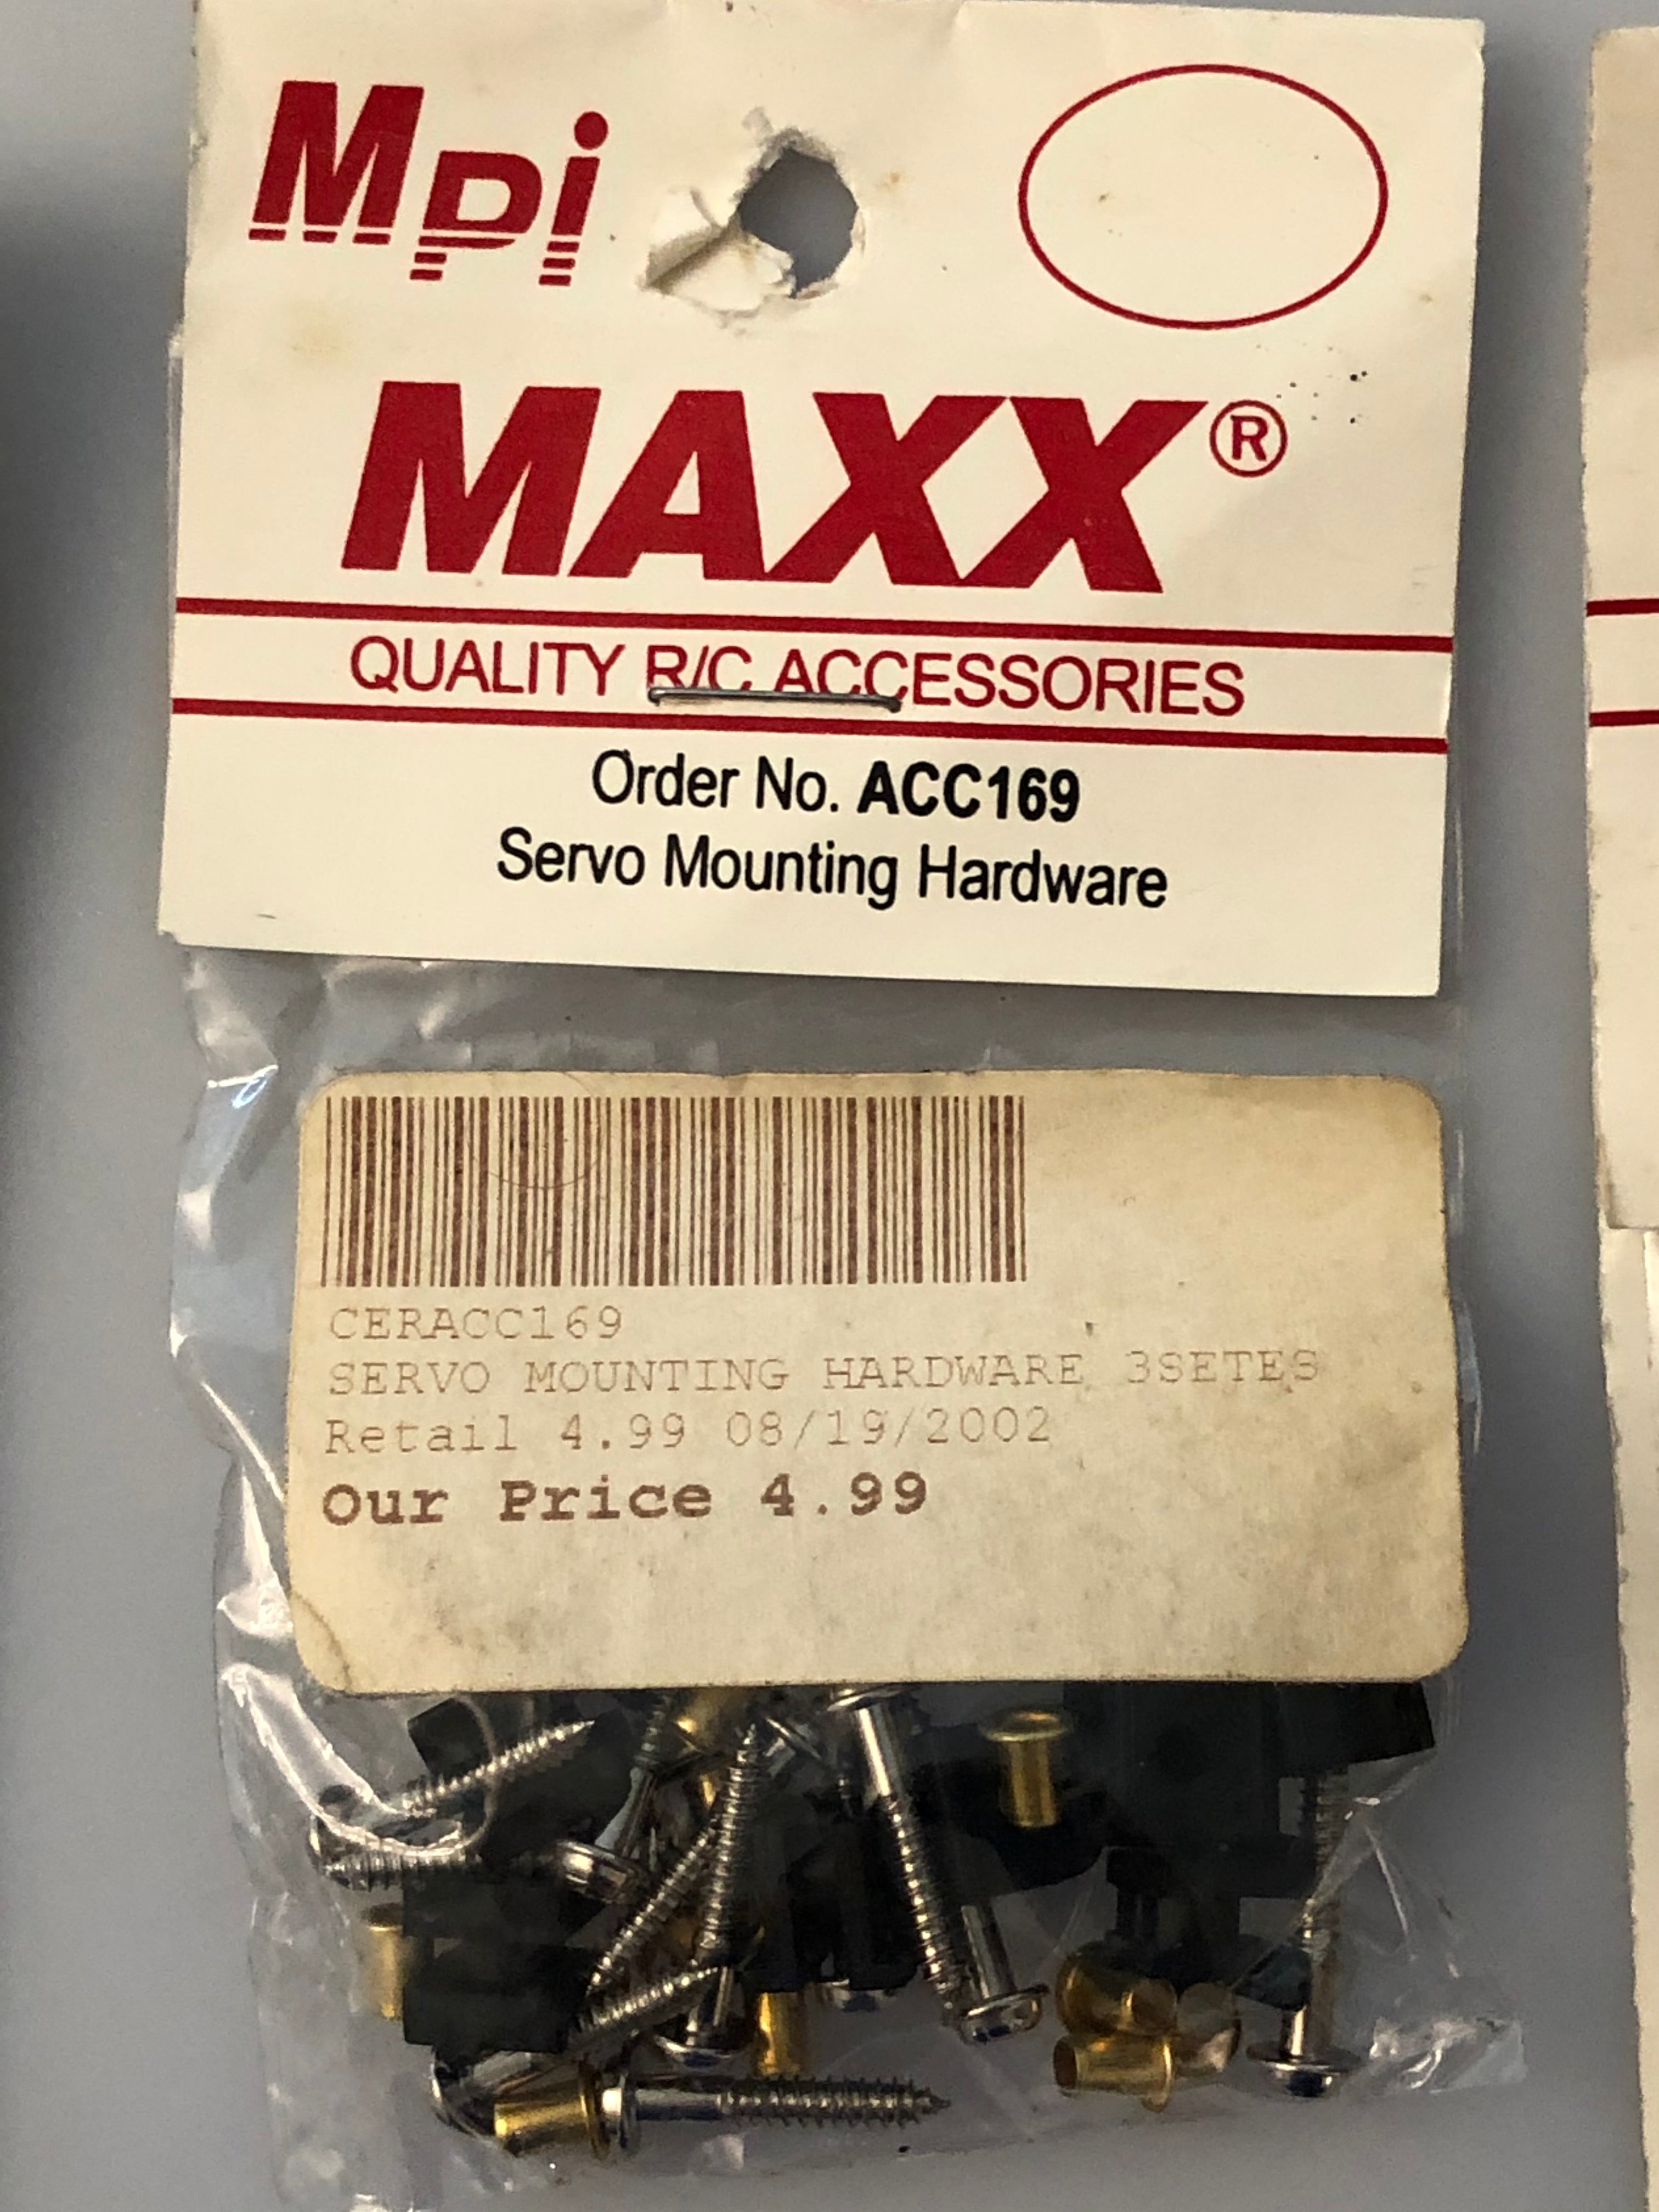 Mpi
MAXX®
QUALITY R/C ACCESSORIES
Order No. ACC169
Servo Mounting Hardware
CERACC169
SERVO MOUNTING HARDWARE 3SETES
Retail 4.99 08/19/2002
Our Price 4.99